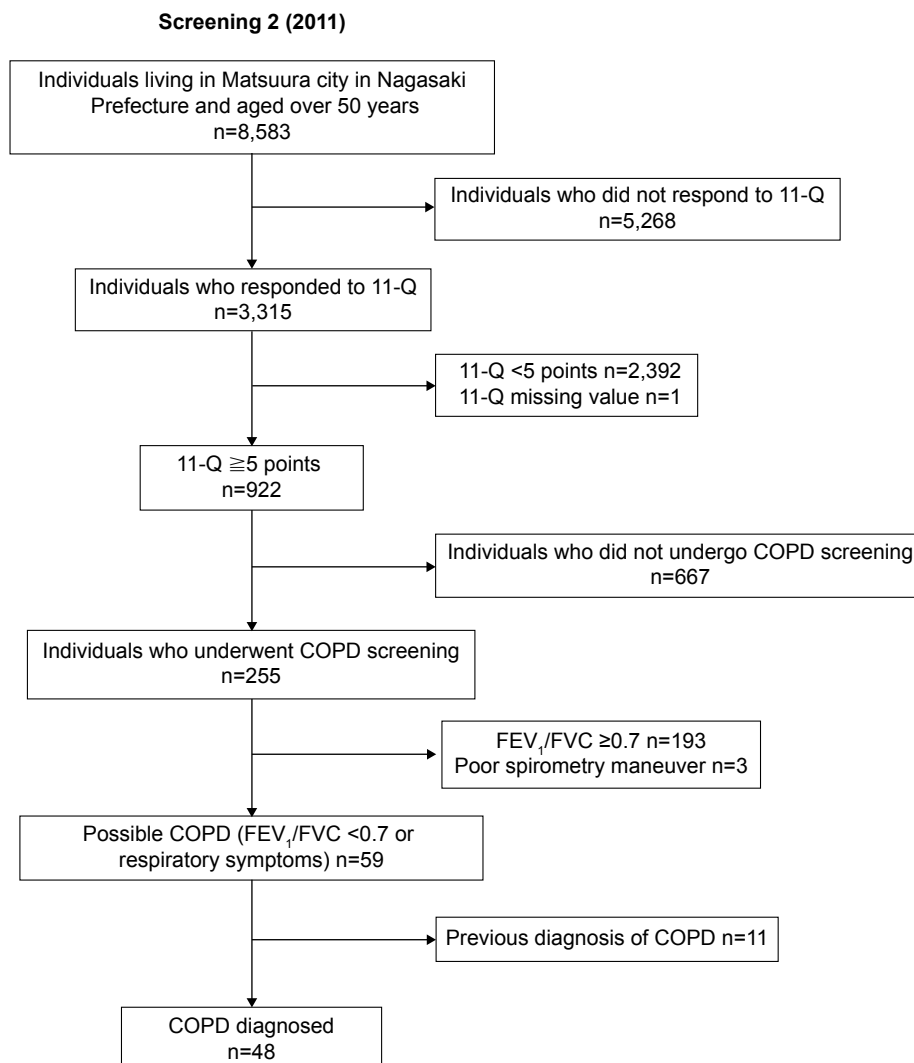 Screening 2 (2011)
Individuals living in Matsuura city in Nagasaki
Prefecture and aged over 50 years
n=8,583
Individuals who did not respond to 11-Q
n=5,268
Individuals who responded to 11-Q
n=3,315
11-Q <5 points n=2,392
11-Q missing value n=1
11-Q ≧5 points
n=922
Individuals who did not undergo COPD screening
n=667
Individuals who underwent COPD screening
n=255
FEV₁/FVC ≥0.7 n=193
Poor spirometry maneuver n=3
Possible COPD (FEV₁/FVC <0.7 or
respiratory symptoms) n=59
Previous diagnosis of COPD n=11
COPD diagnosed
n=48